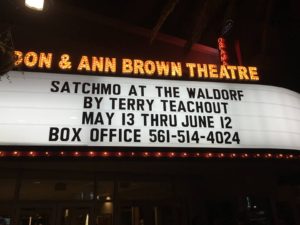 DON & ANN BROWN THEATRE
SATCHMO AT THE WALDORF
BY TERRY TEACHOUT
MAY 13 THRU JUNE 12
BOX OFFICE 561-514-4024